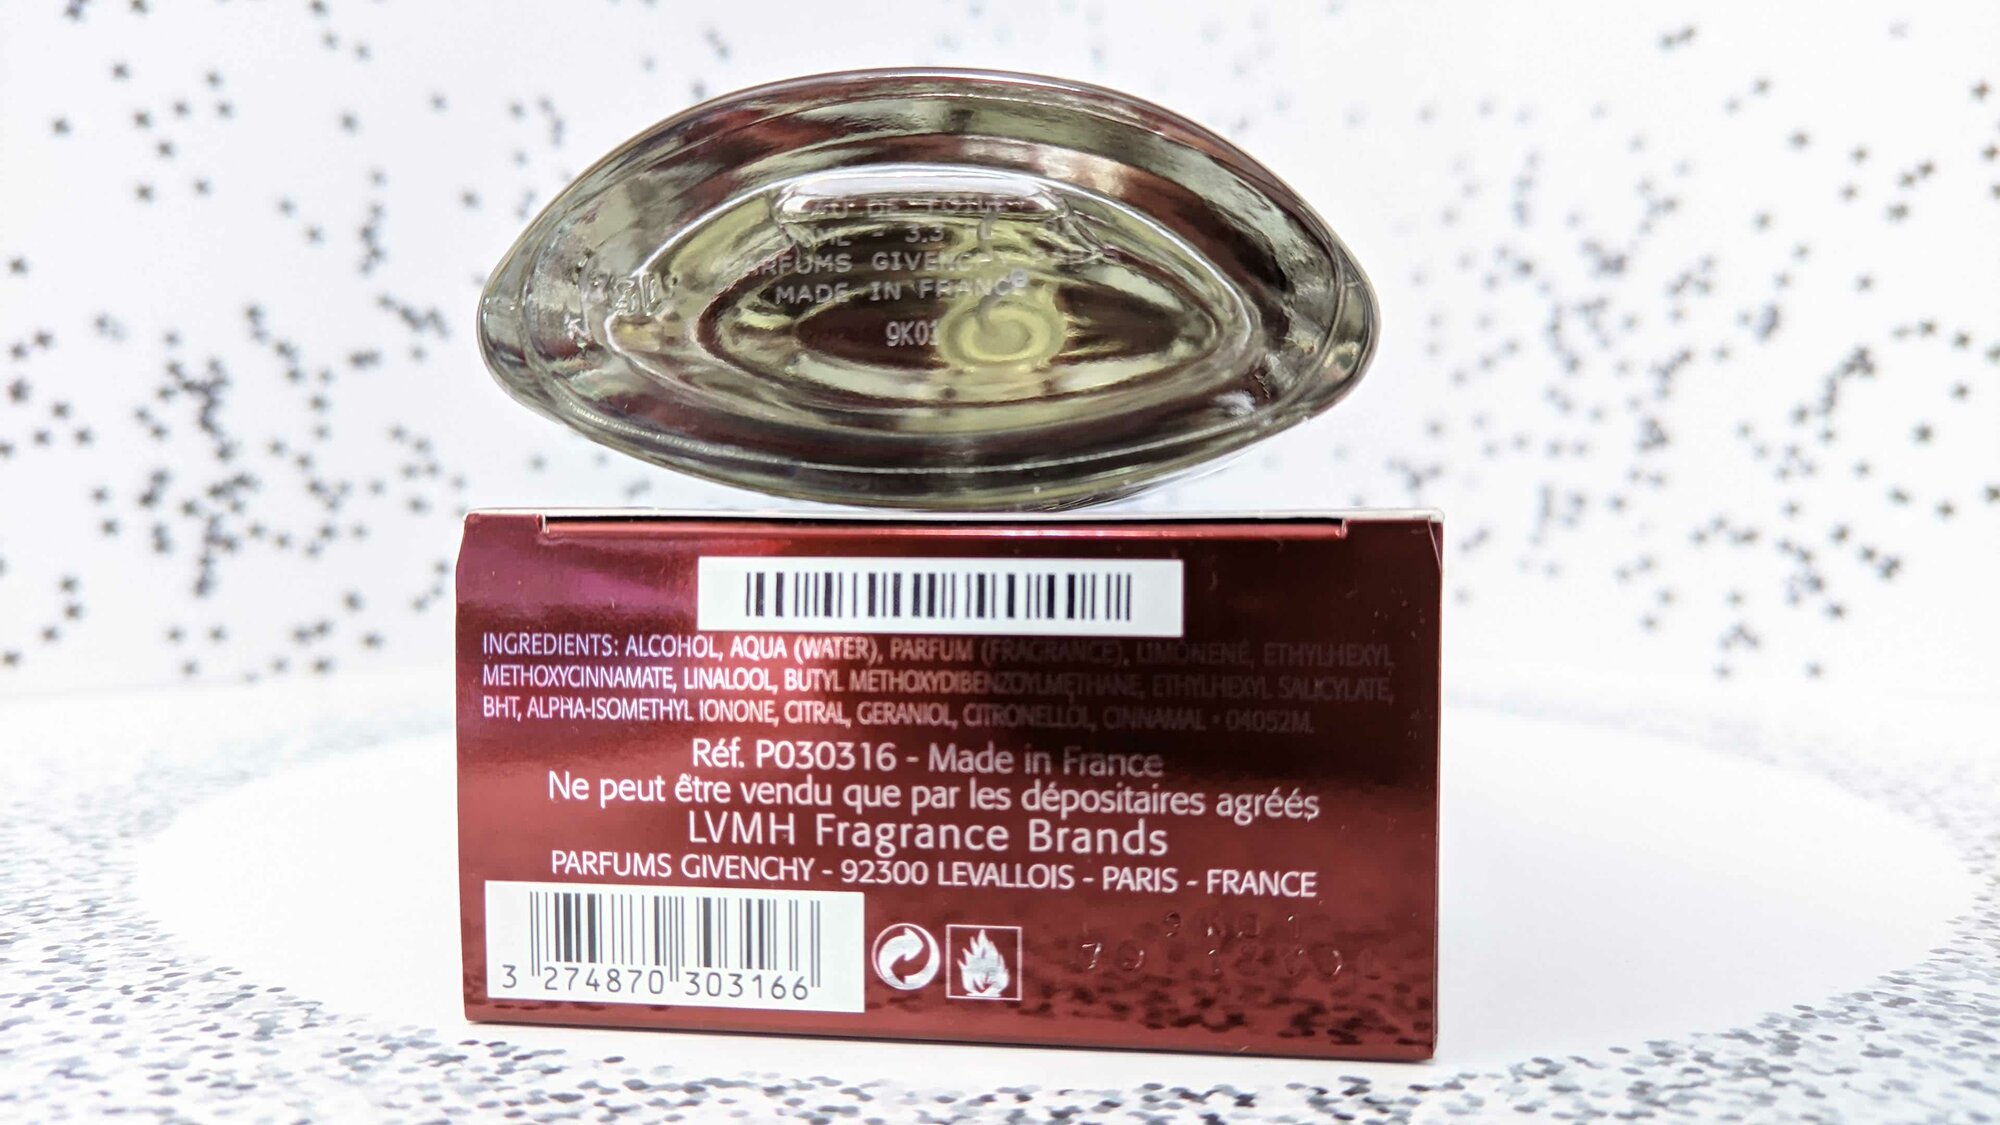 EAU DE TOILETTE
ML - 3.3
PARFUMS GIVENCHY PARIS
MADE IN FRANCE
9K01
INGREDIENTS: ALCOHOL, AQUA (WATER), PARFUM (FRAGRANCE), LIMONENE, ETHYLHEXYL
METHOXYCINNAMATE, LINALOOL, BUTYL METHOXYDIBENZOYLMETHANE, ETHYLHEXYL SALICYLATE,
BHT, ALPHA-ISOMETHYL IONONE, CITRAL, GERANIOL, CITRONELLOL, CINNAMAL • 04052M.
Réf. P030316 - Made in France
Ne peut être vendu que par les dépositaires agréés
LVMH Fragrance Brands
PARFUMS GIVENCHY - 92300 LEVALLOIS - PARIS - FRANCE
9K01
3 274870 303166